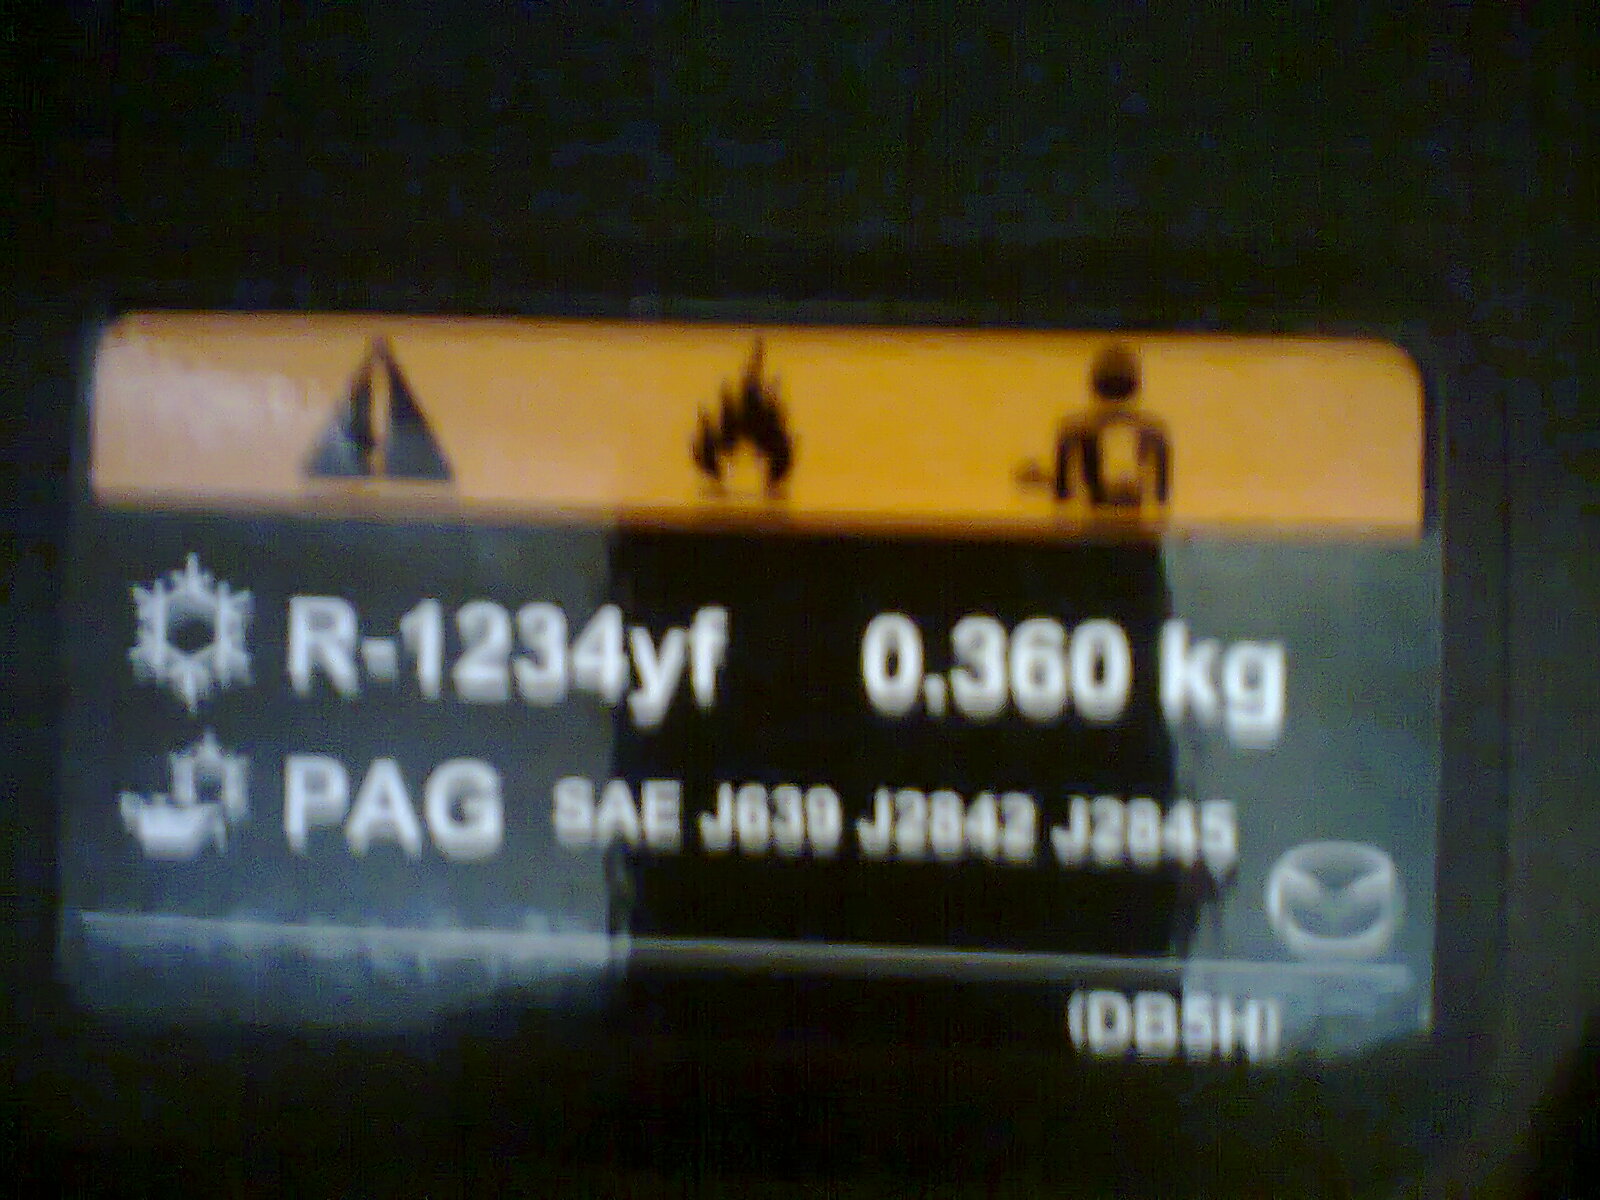 R-1234yf 0.360 kg
PAG SAE J639 J2842 J2845
(DB5H)